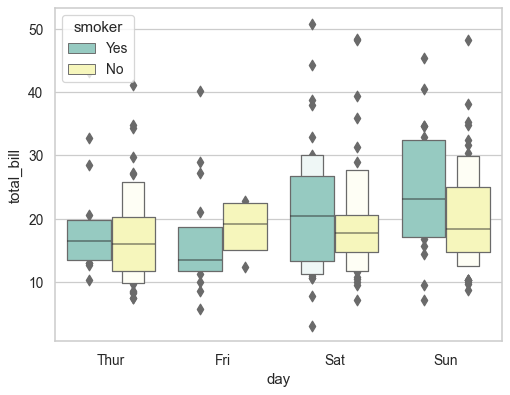 smoker
Yes
No
total_bill
50
40
30
20
10
Thur Fri Sat Sun
day